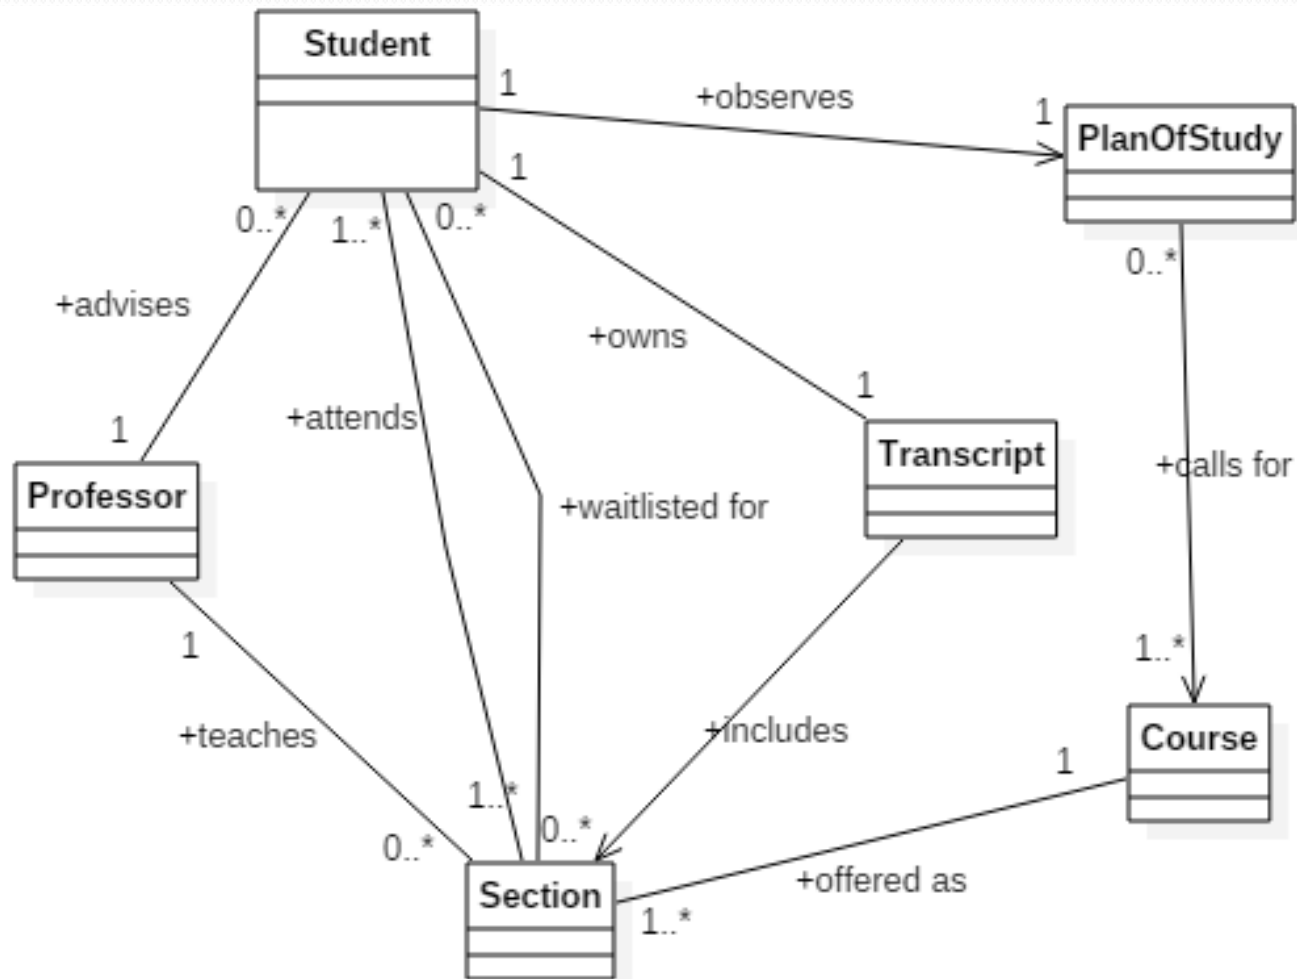 Student
1
+observes
1
PlanOfStudy
1
0..*
1..*
0..*
0..*
+advises
+owns
1
+attends
1
Transcript
+calls for
Professor
+waitlisted for
1
1..*
+teaches
+includes
Course
1
1..*
0..*
0..*
+offered as
Section
1..*